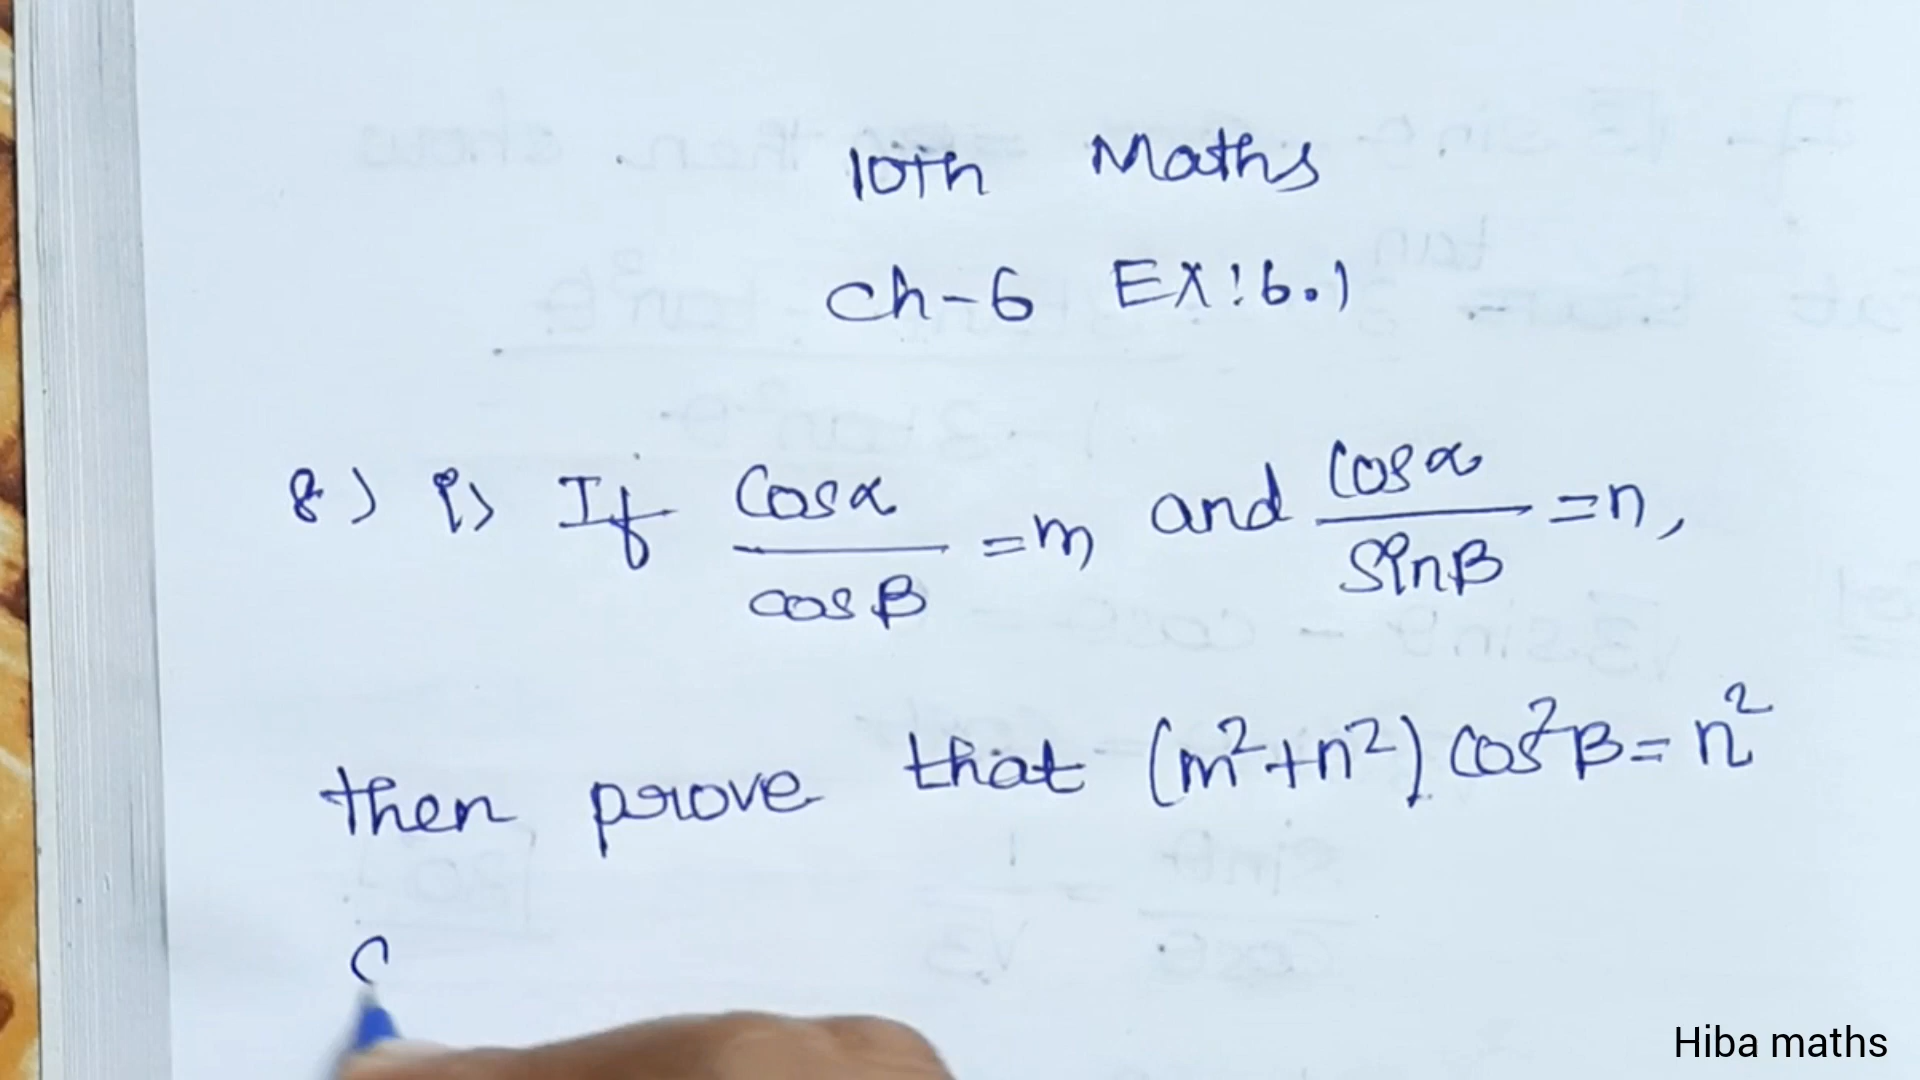 10th Maths
Ch-6 EX:6.1
8) i) If cosα/cosβ = m and cosα/sinβ = n,
then prove that (m²+n²) cos²β = n²
Hiba maths